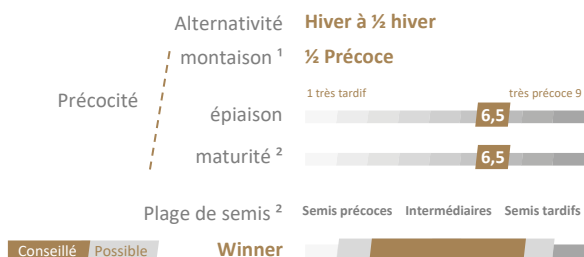 Alternativité Hiver à ½ hiver
montaison ¹ ½ Précoce
Précocité
1 très tardif très précoce 9
épiaison 6,5
maturité ² 6,5
Plage de semis ² Semis précoces Intermédiaires Semis tardifs
Conseillé Possible Winner